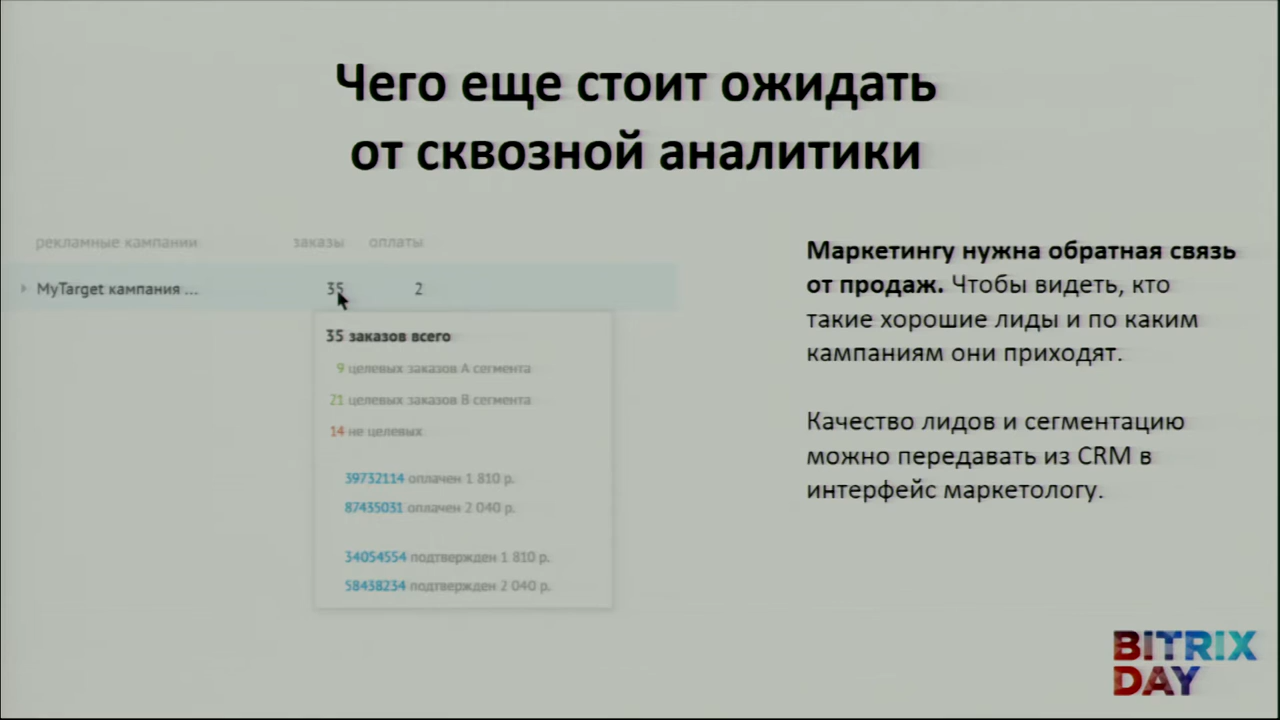 Чего еще стоит ожидать
от сквозной аналитики
рекламные кампании заказы оплаты
MyTarget кампания ... 35 2
35 заказов всего
9 целевых заказов А сегмента
21 целевых заказов В сегмента
14 не целевых
39732114 оплачен 1 810 р.
87435031 оплачен 2 040 р.
34054554 подтвержден 1 810 р.
58438234 подтвержден 2 040 р.
Маркетингу нужна обратная связь
от продаж. Чтобы видеть, кто
такие хорошие лиды и по каким
кампаниям они приходят.
Качество лидов и сегментацию
можно передавать из CRM в
интерфейс маркетологу.
BITRIX
DAY